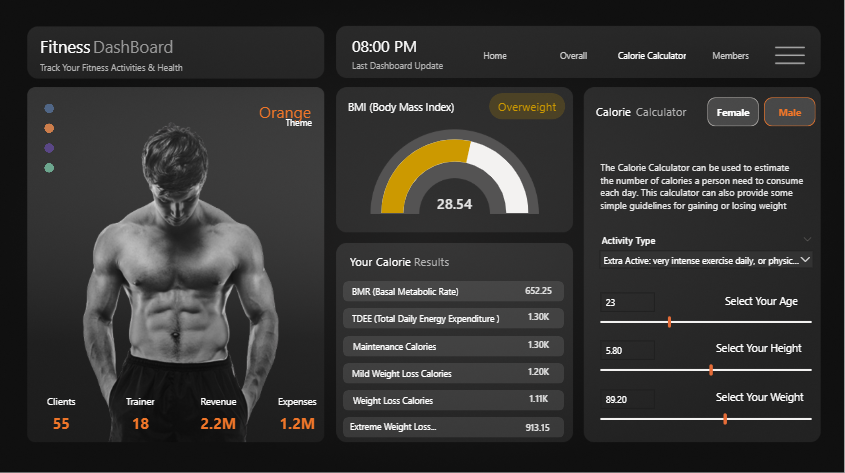 Fitness DashBoard
Track Your Fitness Activities & Health
08:00 PM
Last Dashboard Update
Home
Overall
Calorie Calculator
Members
Orange
Theme
Clients
Trainer
Revenue
Expenses
55
18
2.2M
1.2M
BMI (Body Mass Index)
Overweight
28.54
Your Calorie Results
BMR (Basal Metabolic Rate) 652.25
TDEE (Total Daily Energy Expenditure ) 1.30K
Maintenance Calories 1.30K
Mild Weight Loss Calories 1.20K
Weight Loss Calories 1.11K
Extreme Weight Loss... 913.15
Calorie Calculator
Female
Male
The Calorie Calculator can be used to estimate
the number of calories a person need to consume
each day. This calculator can also provide some
simple guidelines for gaining or losing weight
Activity Type
Extra Active: very intense exercise daily, or physic...
23 Select Your Age
5.80 Select Your Height
89.20 Select Your Weight